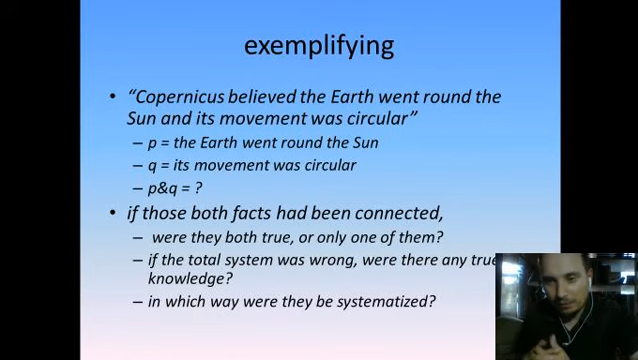 exemplifying
• “Copernicus believed the Earth went round the
Sun and its movement was circular”
– p = the Earth went round the Sun
– q = its movement was circular
– p&q = ?
• if those both facts had been connected,
– were they both true, or only one of them?
– if the total system was wrong, were there any true
knowledge?
– in which way were they be systematized?